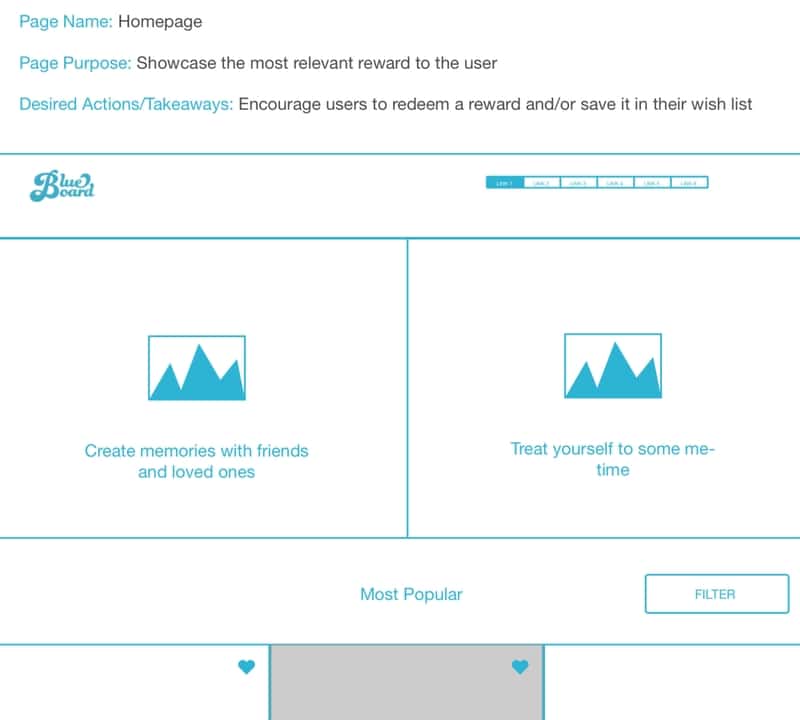 Page Name: Homepage
Page Purpose: Showcase the most relevant reward to the user
Desired Actions/Takeaways: Encourage users to redeem a reward and/or save it in their wish list
Blue
Board
LINK 1 LINK 2 LINK 3 LINK 4 LINK 5 LINK 6
Create memories with friends
and loved ones
Treat yourself to some me-
time
Most Popular
FILTER